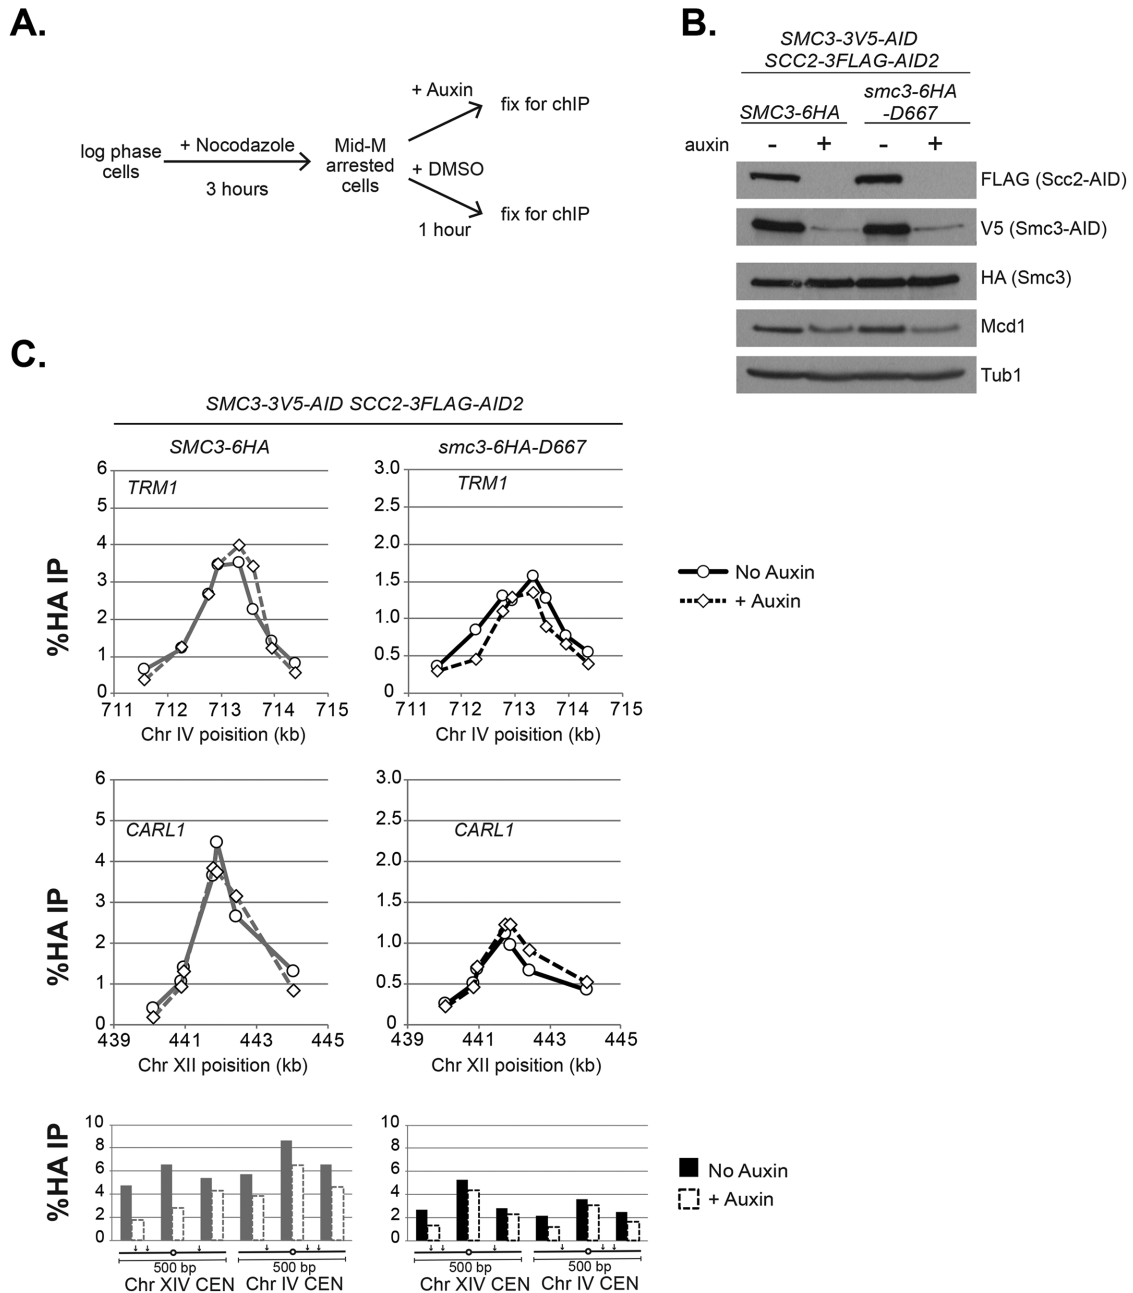 A.
log phase
cells
+ Nocodazole
3 hours
Mid-M
arrested
cells
+ Auxin
fix for chIP
+ DMSO
1 hour
fix for chIP
B.
SMC3-3V5-AID
SCC2-3FLAG-AID2
SMC3-6HA
smc3-6HA
-D667
auxin - + - +
FLAG (Scc2-AID)
V5 (Smc3-AID)
HA (Smc3)
Mcd1
Tub1
C.
SMC3-3V5-AID SCC2-3FLAG-AID2
SMC3-6HA
%HA IP
6
5
4
3
2
1
0
TRM1
711 712 713 714 715
Chr IV poisition (kb)
smc3-6HA-D667
3.0
2.5
2.0
1.5
1.0
0.5
0
TRM1
711 712 713 714 715
Chr IV poisition (kb)
No Auxin
+ Auxin
%HA IP
6
5
4
3
2
1
0
CARL1
439 441 443 445
Chr XII poisition (kb)
3.0
2.5
2.0
1.5
1.0
0.5
0
CARL1
439 441 443 445
Chr XII poisition (kb)
%HA IP
10
8
6
4
2
0
500 bp 500 bp
Chr XIV CEN Chr IV CEN
10
8
6
4
2
0
500 bp 500 bp
Chr XIV CEN Chr IV CEN
No Auxin
+ Auxin